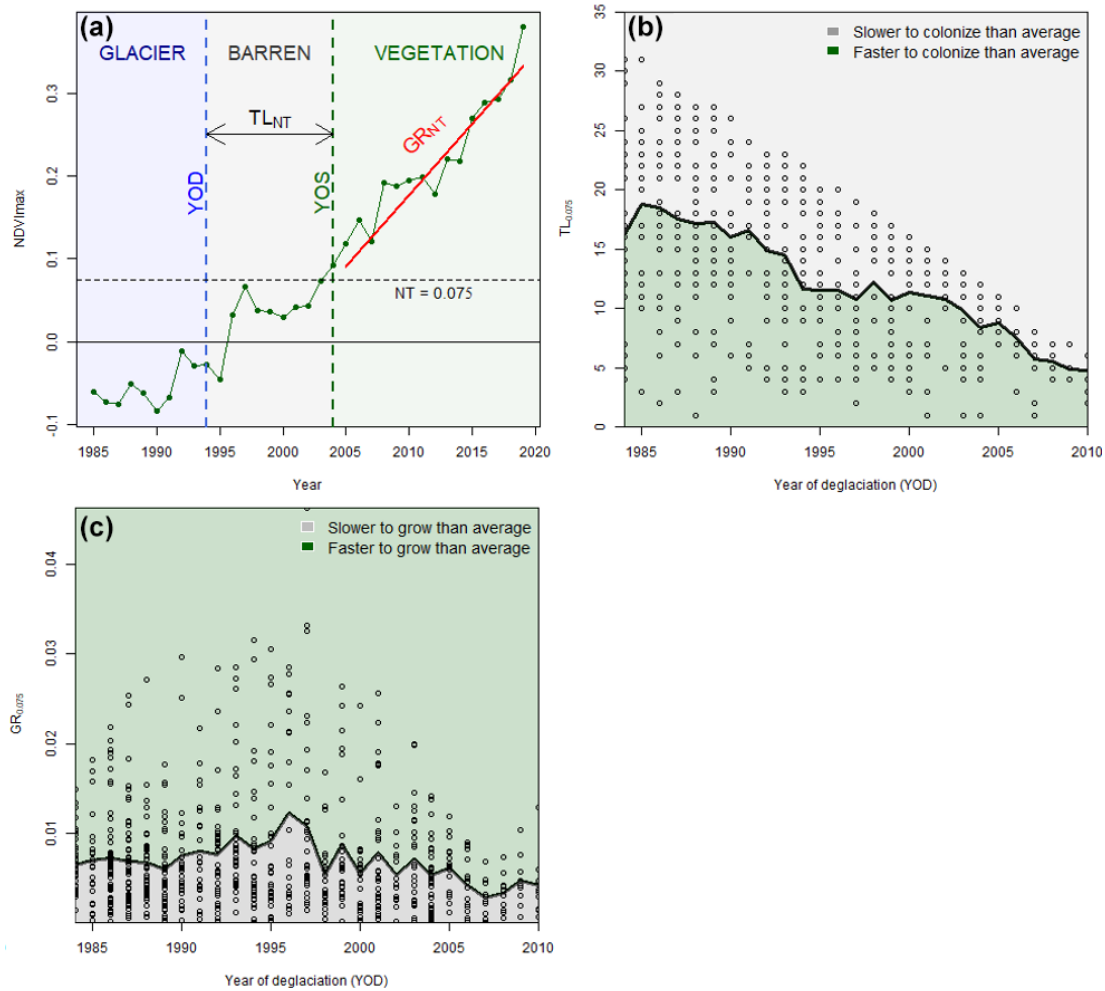 (a)
GLACIER BARREN VEGETATION
TL_NT
GR_NT
YOD
YOS
NT = 0.075
NDVImax
-0.1 0.0 0.1 0.2 0.3
1985 1990 1995 2000 2005 2010 2015 2020
Year
(b)
Slower to colonize than average
Faster to colonize than average
TL0.075
0 5 10 15 20 25 30 35
1985 1990 1995 2000 2005 2010
Year of deglaciation (YOD)
(c)
Slower to grow than average
Faster to grow than average
GR0.075
0.01 0.02 0.03 0.04
1985 1990 1995 2000 2005 2010
Year of deglaciation (YOD)